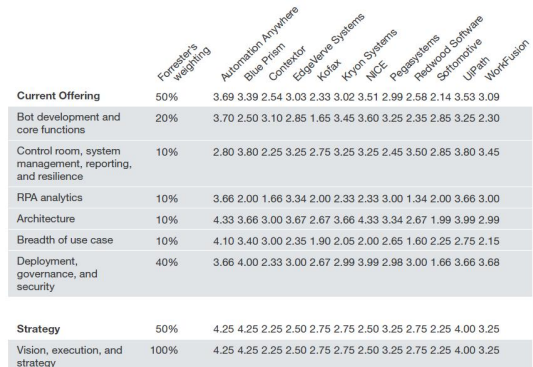 Forrester's weighting
Automation Anywhere
Blue Prism
Contextor
EdgeVerve Systems
Kofax
Kryon Systems
NICE
Pegasystems
Redwood Software
Softomotive
UiPath
WorkFusion
Current Offering 50% 3.69 3.39 2.54 3.03 2.33 3.02 3.51 2.99 2.58 2.14 3.53 3.09
Bot development and 20% 3.70 2.50 3.10 2.85 1.65 3.45 3.60 3.25 2.35 2.85 3.25 2.30
core functions
Control room, system 10% 2.80 3.80 2.25 3.25 2.75 3.25 3.25 2.45 3.50 2.85 3.80 3.45
management, reporting,
and resilience
RPA analytics 10% 3.66 2.00 1.66 3.34 2.00 2.33 2.33 3.00 1.34 2.00 3.66 3.00
Architecture 10% 4.33 3.66 3.00 3.67 2.67 3.66 4.33 3.34 2.67 1.99 3.99 2.99
Breadth of use case 10% 4.10 3.40 3.00 2.35 1.90 2.05 2.00 2.65 1.60 2.25 2.75 2.15
Deployment, 40% 3.66 4.00 2.33 3.00 2.67 2.99 3.99 2.98 3.00 1.66 3.66 3.68
governance, and
security
Strategy 50% 4.25 4.25 2.25 2.50 2.75 2.75 2.50 3.25 2.75 2.25 4.00 3.25
Vision, execution, and 100% 4.25 4.25 2.25 2.50 2.75 2.75 2.50 3.25 2.75 2.25 4.00 3.25
strategy